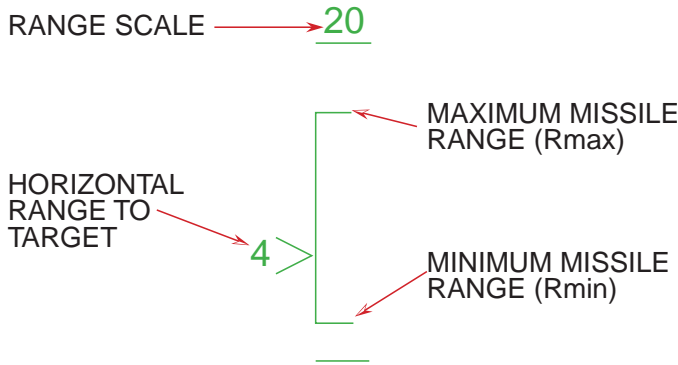 RANGE SCALE
20
MAXIMUM MISSILE
RANGE (Rmax)
HORIZONTAL
RANGE TO
TARGET
4
MINIMUM MISSILE
RANGE (Rmin)